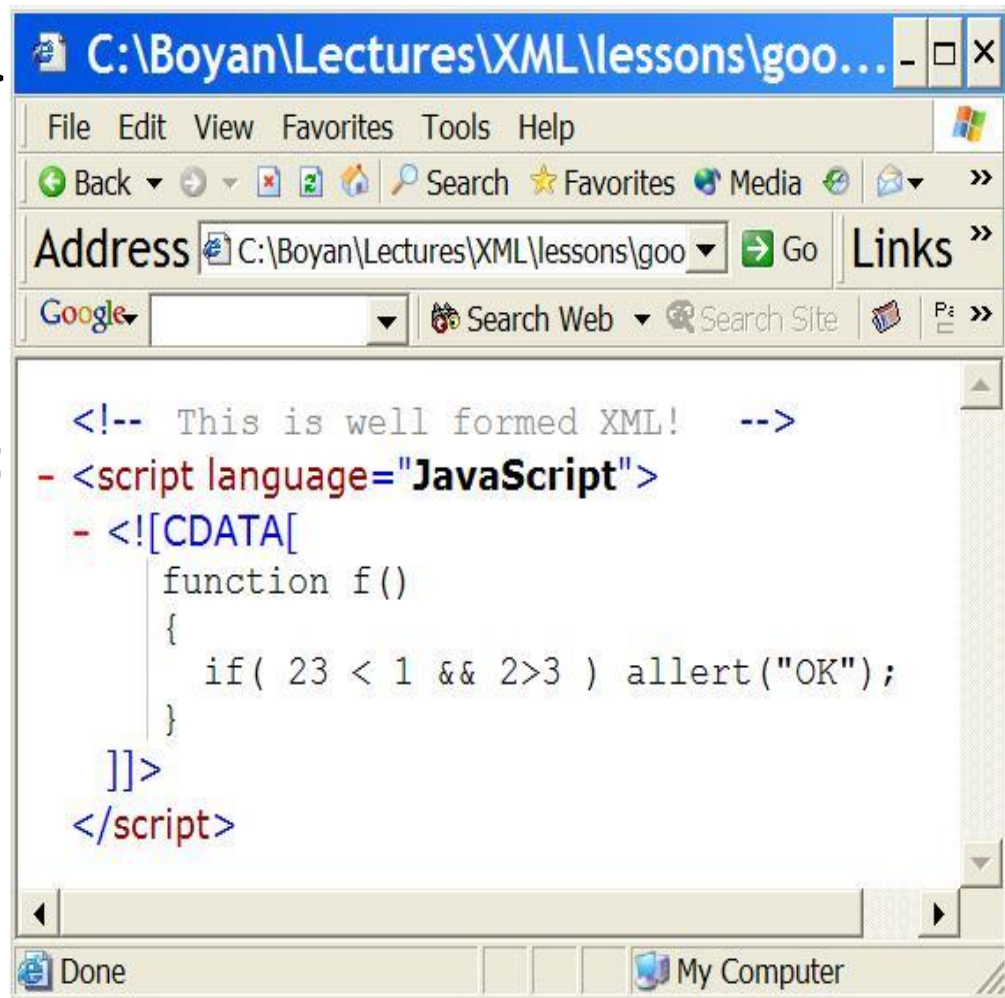 C:\Boyan\Lectures\XML\lessons\goo...
File Edit View Favorites Tools Help
Back Search Favorites Media »
Address C:\Boyan\Lectures\XML\lessons\goo Go Links »
Google Search Web Search Site »
<!-- This is well formed XML! -->
- <script language="JavaScript">
- <![CDATA[
function f()
{
if( 23 < 1 && 2>3 ) allert("OK");
}
]]>
</script>
Done My Computer